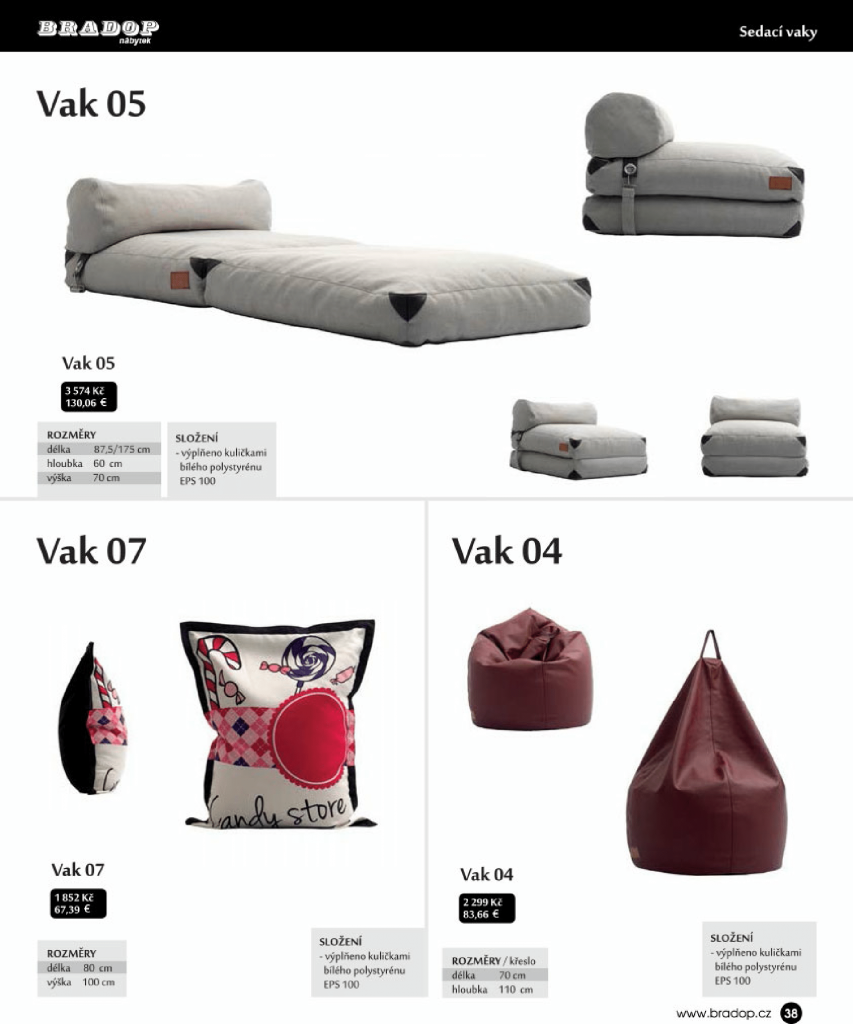 BRADOP
nábytek
Sedací vaky
Vak 05
Vak 05
3 574 Kč
130,06 €
ROZMĚRY
délka 87,5/175 cm
hloubka 60 cm
výška 70 cm
SLOŽENÍ
- výplňeno kuličkami
bílého polystyrénu
EPS 100
Vak 07
Candy store
Vak 07
1 852 Kč
67,39 €
ROZMĚRY
délka 80 cm
výška 100 cm
SLOŽENÍ
- výplňeno kuličkami
bílého polystyrénu
EPS 100
Vak 04
Vak 04
2 299 Kč
83,66 €
ROZMĚRY / křeslo
délka 70 cm
hloubka 110 cm
SLOŽENÍ
- výplňeno kuličkami
bílého polystyrénu
EPS 100
www.bradop.cz 38